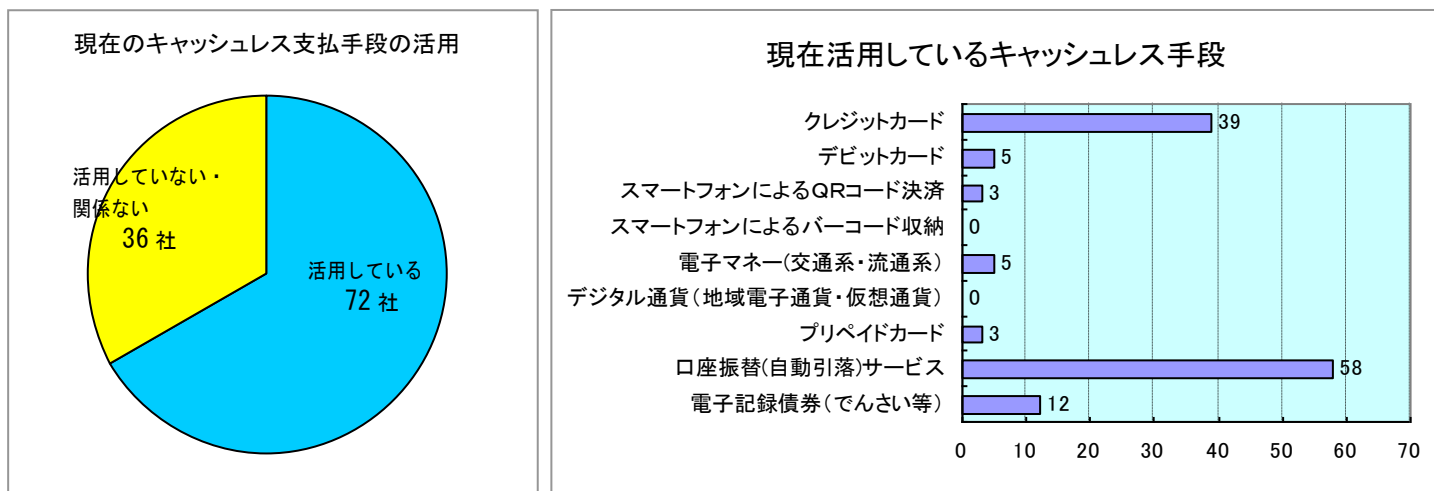 現在のキャッシュレス支払手段の活用
活用していない・
関係ない
36 社
活用している
72 社
現在活用しているキャッシュレス手段
クレジットカード 39
デビットカード 5
スマートフォンによるQRコード決済 3
スマートフォンによるバーコード収納 0
電子マネー(交通系・流通系) 5
デジタル通貨(地域電子通貨・仮想通貨) 0
プリペイドカード 3
口座振替(自動引落)サービス 58
電子記録債券(でんさい等) 12
0 10 20 30 40 50 60 70